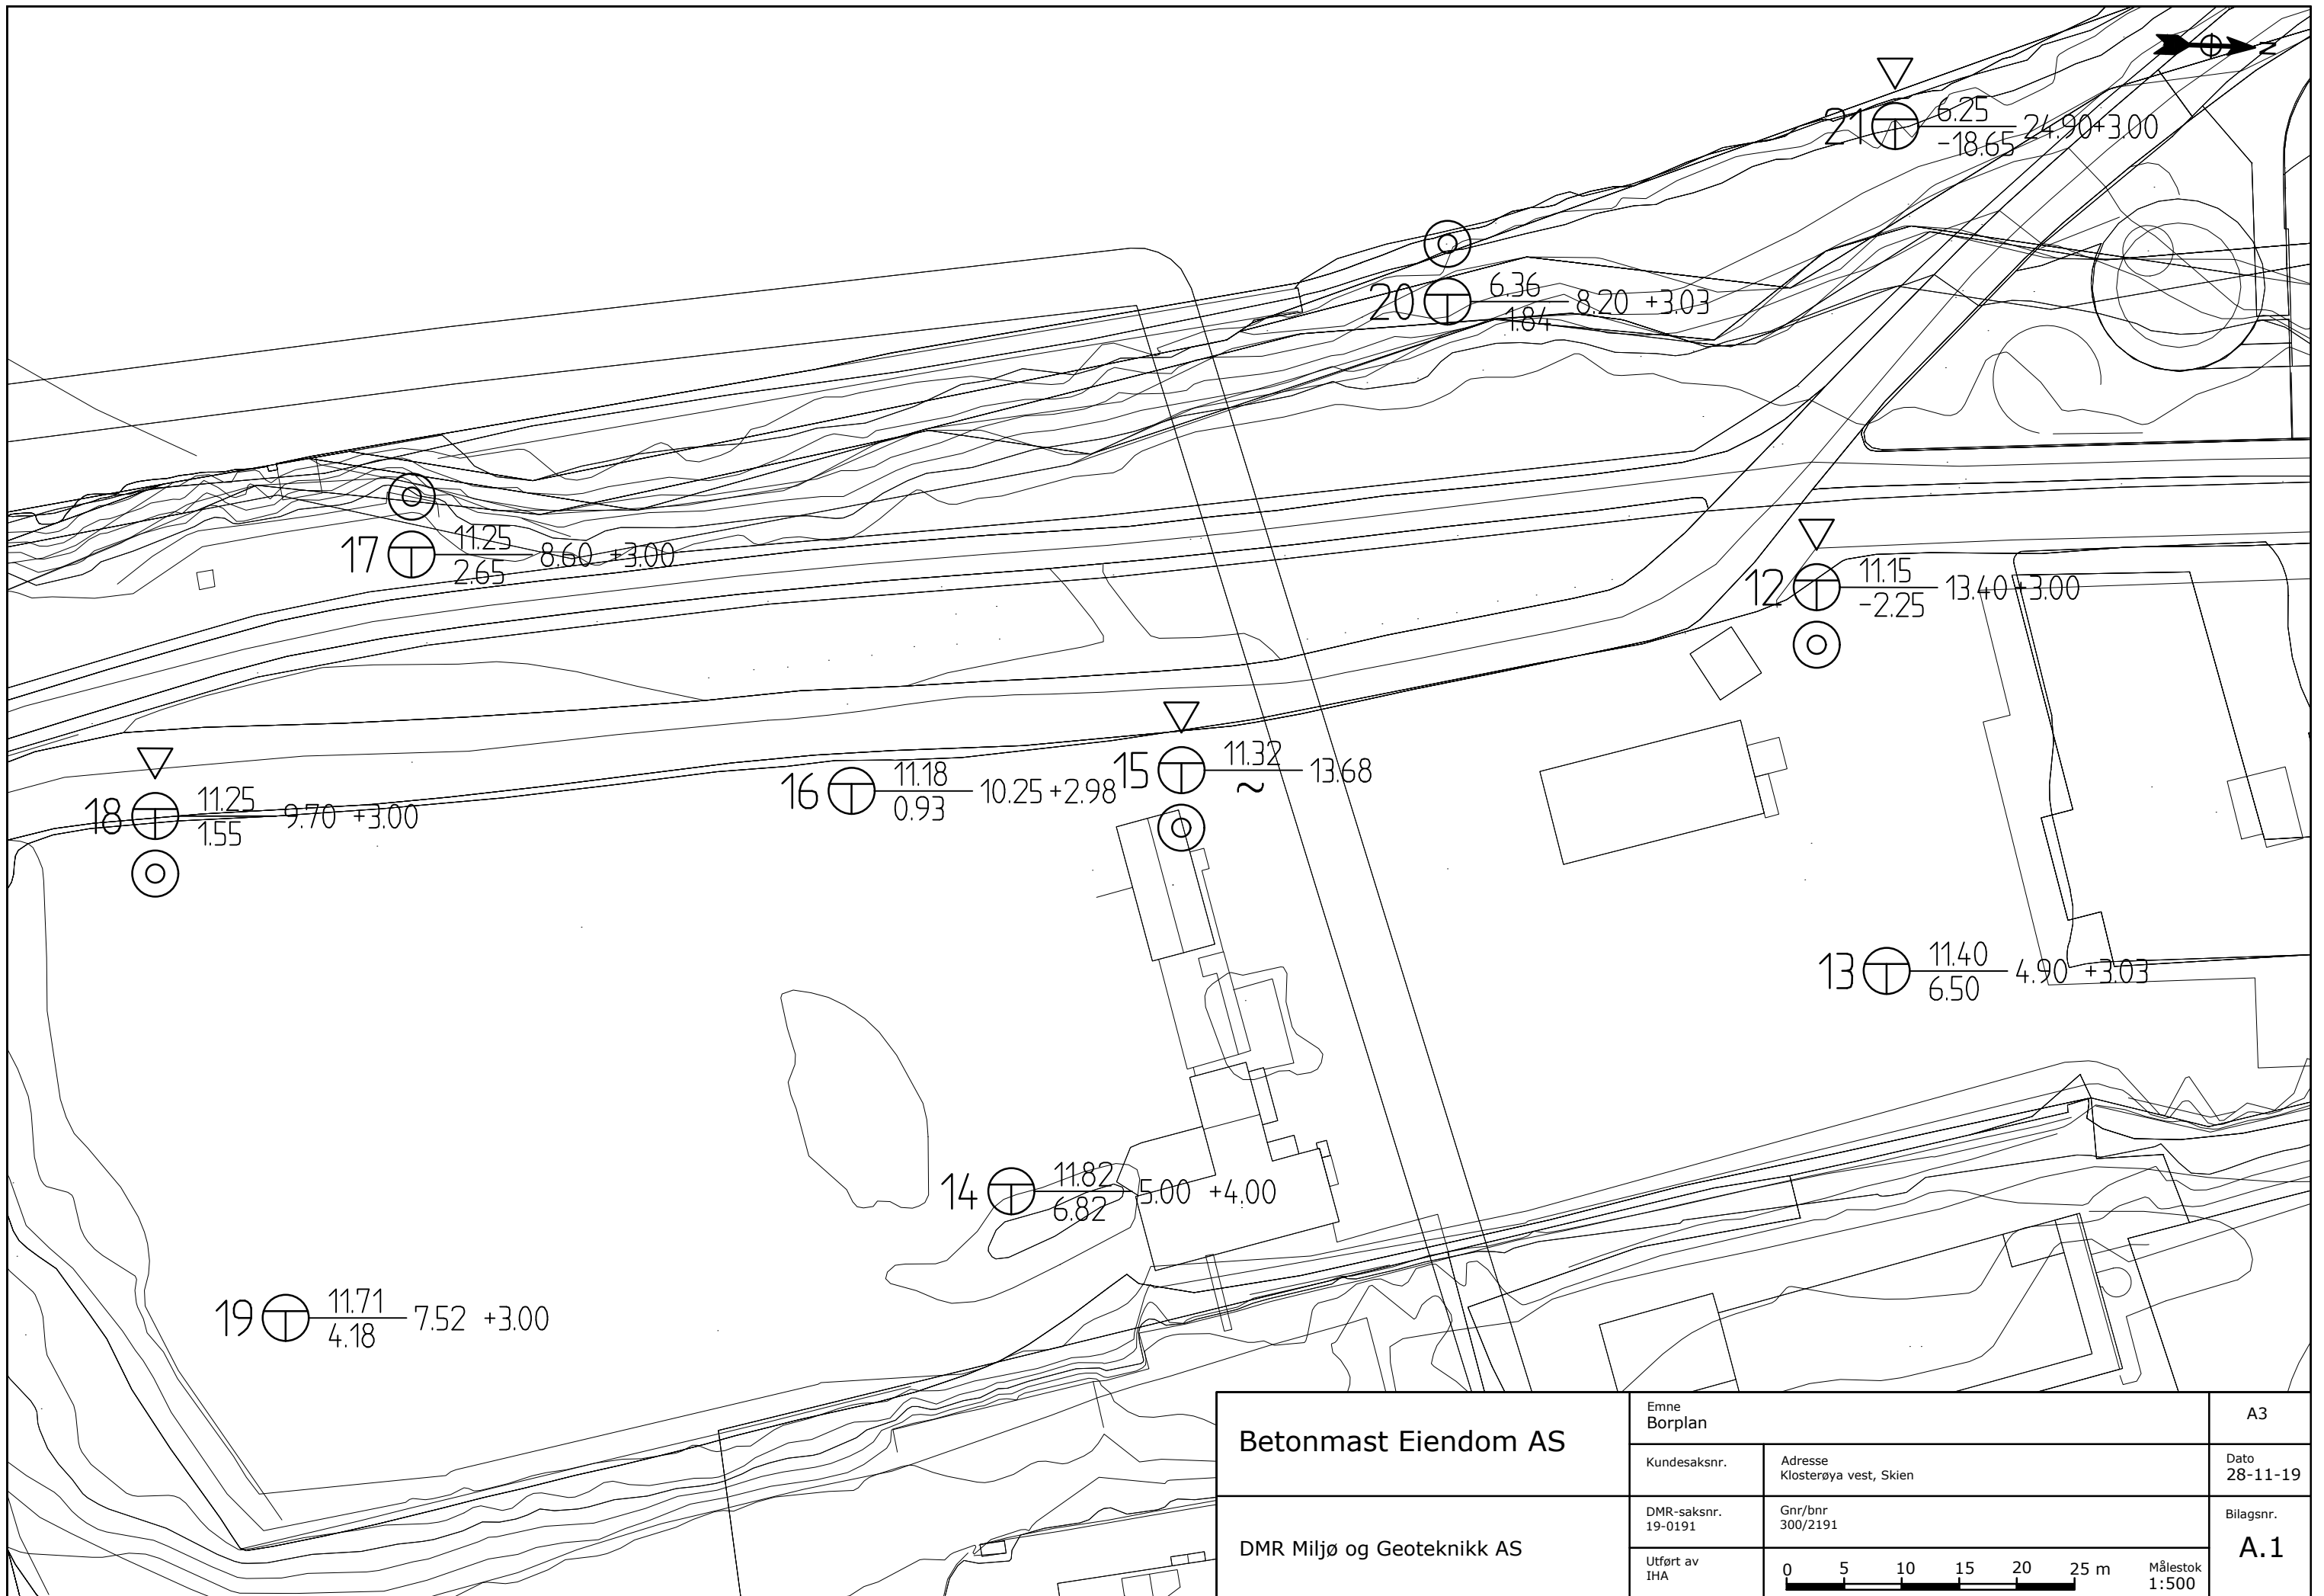 N
21 6.25 24.90+3.00
-18.65
20 6.36 8.20 +3.03
1.84
17 11.25 8.60 +3.00
2.65
12 11.15 13.40+3.00
-2.25
18 11.25 9.70 +3.00
1.55
16 11.18 10.25+2.98
0.93
15 11.32 13.68
~
13 11.40 4.90 +3.03
6.50
14 11.82 5.00 +4.00
6.82
19 11.71 7.52 +3.00
4.18
Betonmast Eiendom AS
DMR Miljø og Geoteknikk AS
Emne
Borplan
A3
Kundesaksnr.
Adresse
Klosterøya vest, Skien
Dato
28-11-19
DMR-saksnr.
19-0191
Gnr/bnr
300/2191
Bilagsnr.
A.1
Utført av
IHA
0 5 10 15 20 25 m
Målestok
1:500